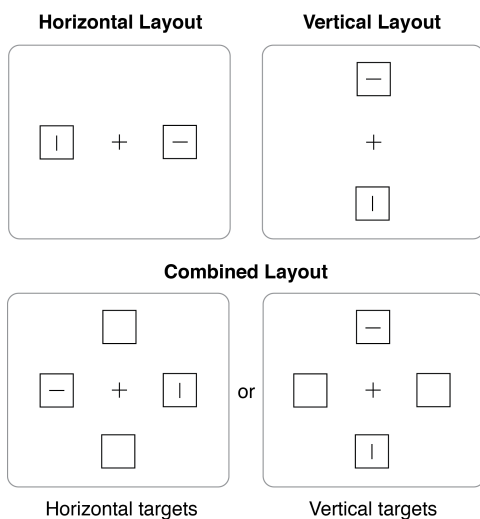 Horizontal Layout
Vertical Layout
Combined Layout
or
Horizontal targets
Vertical targets